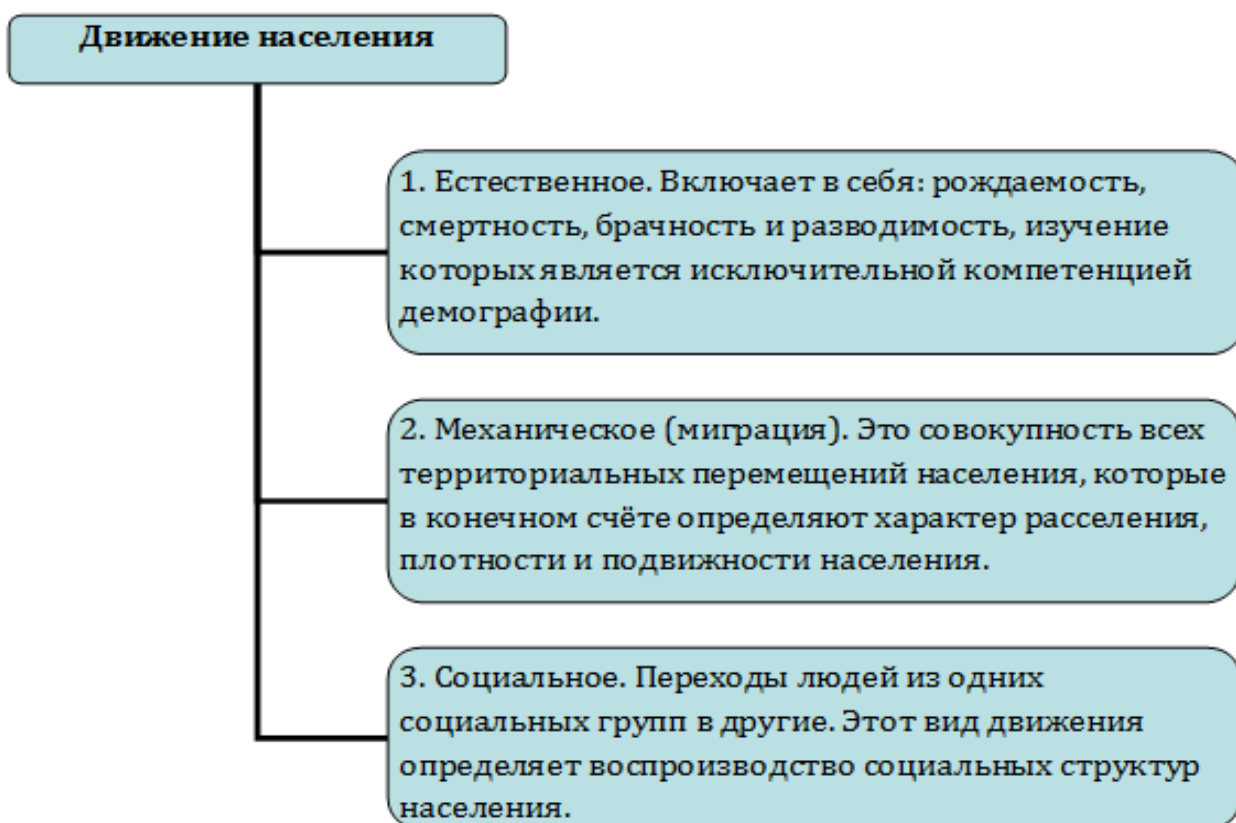 Движение населения
1. Естественное. Включает в себя: рождаемость,
смертность, брачность и разводимость, изучение
которых является исключительной компетенцией
демографии.
2. Механическое (миграция). Это совокупность всех
территориальных перемещений населения, которые
в конечном счёте определяют характер расселения,
плотности и подвижности населения.
3. Социальное. Переходы людей из одних
социальных групп в другие. Этот вид движения
определяет воспроизводство социальных структур
населения.